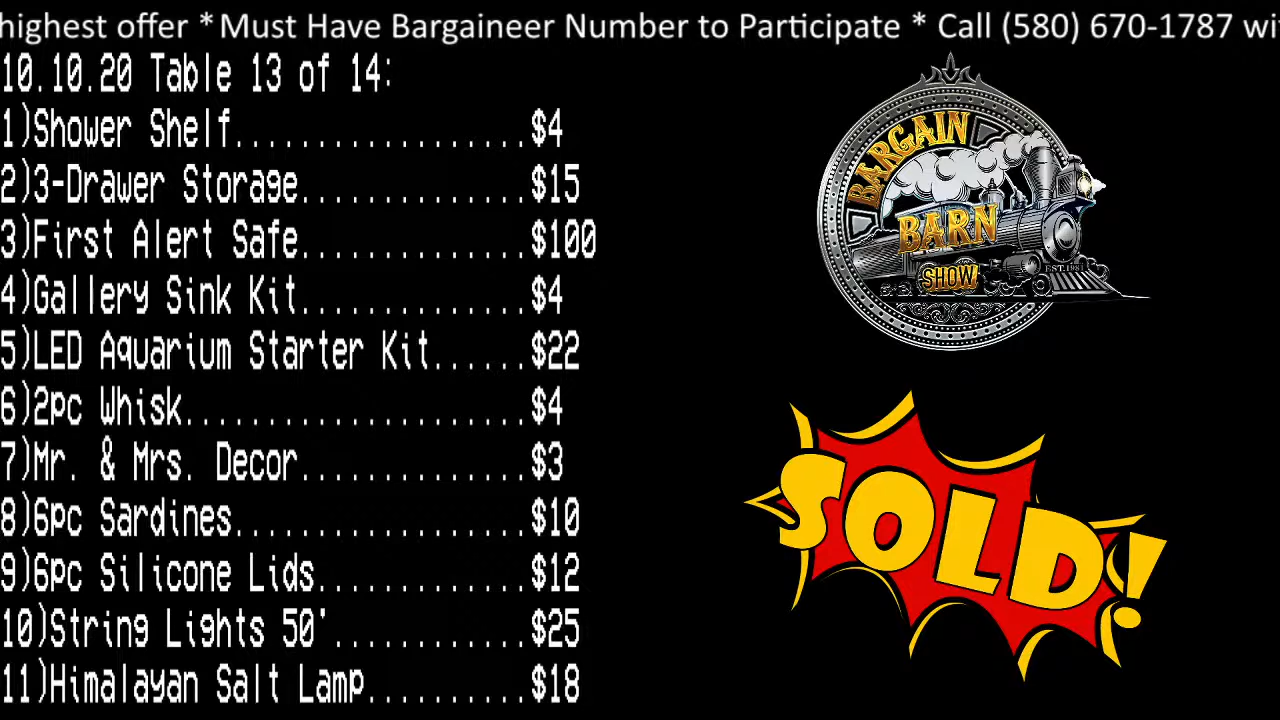 highest offer *Must Have Bargaineer Number to Participate * Call (580) 670-1787 wi
10.10.20 Table 13 of 14:
1)Shower Shelf..................$4
2)3-Drawer Storage..............$15
3)First Alert Safe..............$100
4)Gallery Sink Kit..............$4
5)LED Aquarium Starter Kit......$22
6)2pc Whisk.....................$4
7)Mr. & Mrs. Decor..............$3
8)6pc Sardines..................$10
9)6pc Silicone Lids.............$12
10)String Lights 50'............$25
11)Himalayan Salt Lamp..........$18
BARGAIN
BARN
SHOW
SOLD!